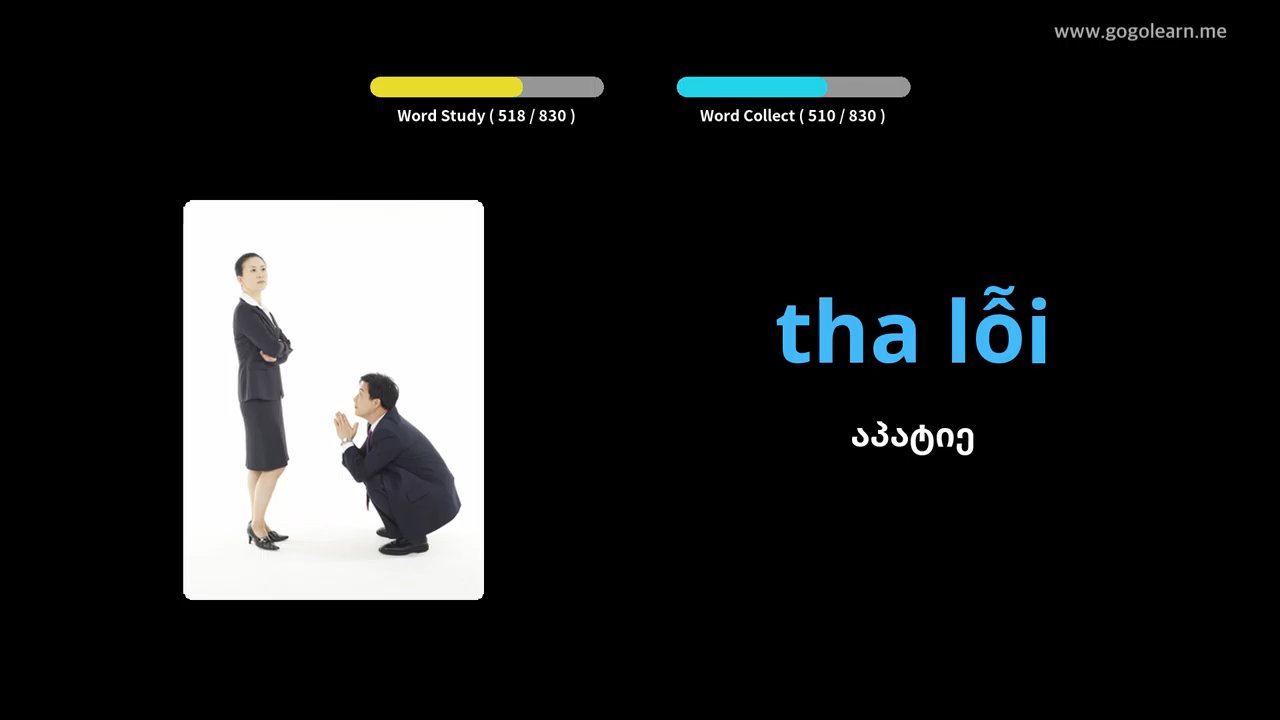 www.gogolearn.me
Word Study ( 518 / 830 )
Word Collect ( 510 / 830 )
tha lỗi
აპატიე